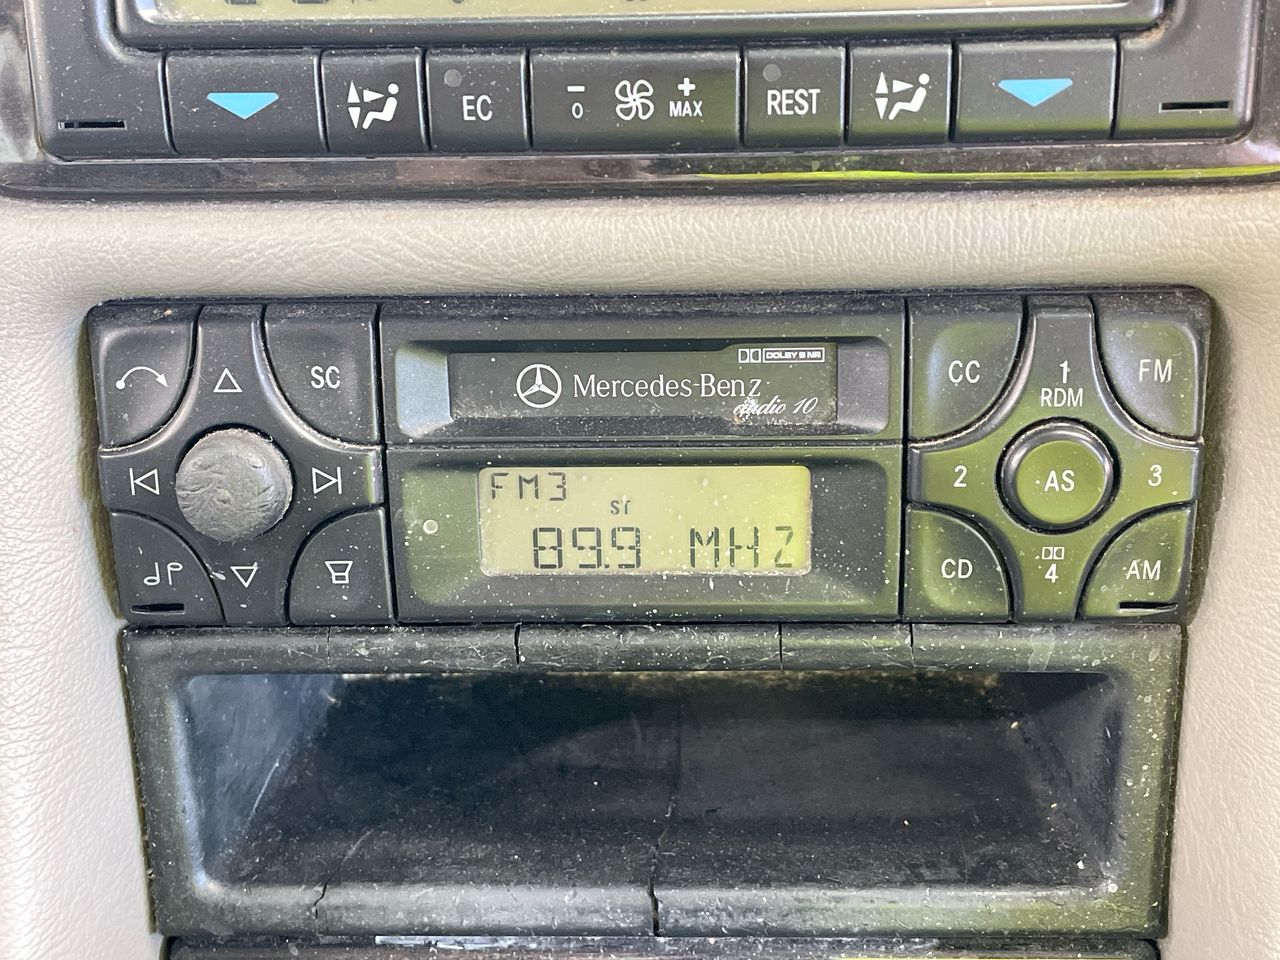 EC
- 0
+ MAX
REST
SC
DOLBY B NR
Mercedes-Benz
audio 10
CC
1
RDM
FM
FM3
ST
89.9 MHZ
2
AS
3
CD
4
AM